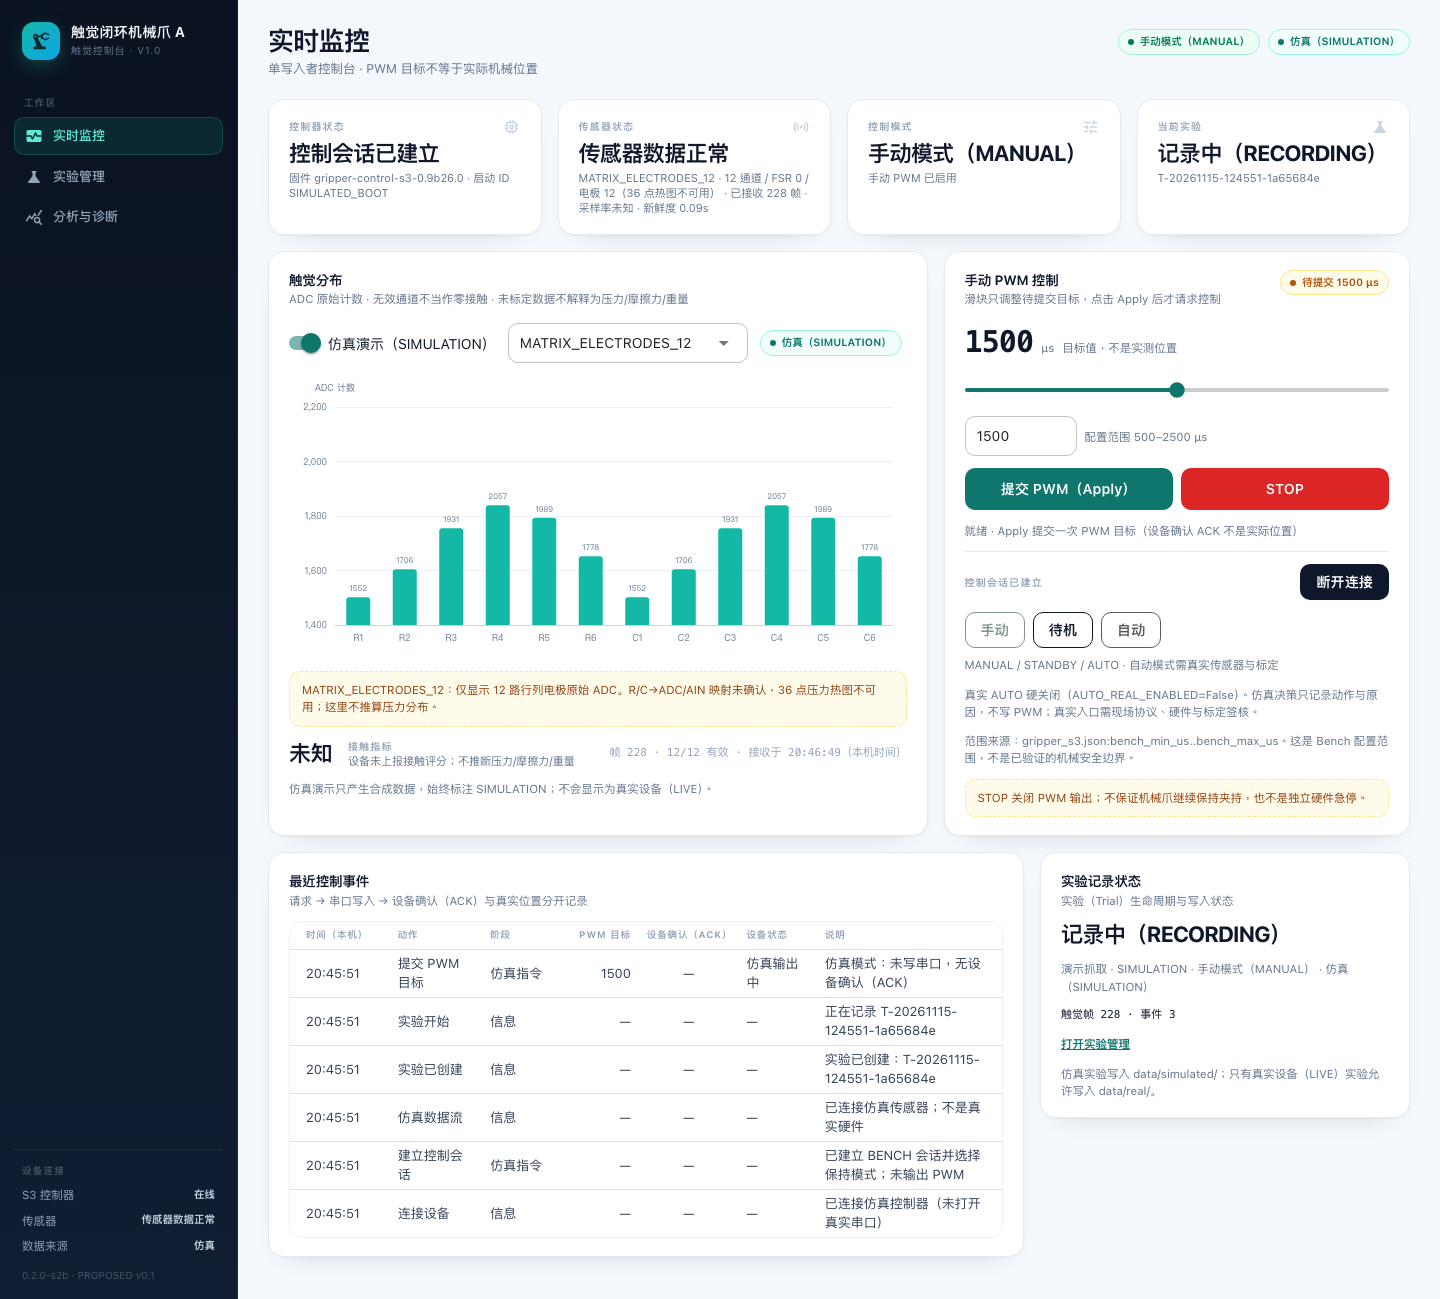 触觉闭环机械爪 A
触觉控制台 · V1.0
工作区
实时监控
实验管理
分析与诊断
设备连接
S3 控制器 在线
传感器 传感器数据正常
数据来源 仿真
0.2.0-s2b · PROPOSED v0.1
实时监控
单写入者控制台 · PWM 目标不等于实际机械位置
手动模式（MANUAL）
仿真（SIMULATION）
控制器状态
控制会话已建立
固件 gripper-control-s3-0.9b26.0 · 启动 ID
SIMULATED_BOOT
传感器状态
传感器数据正常
MATRIX_ELECTRODES_12 · 12 通道 / FSR 0 /
电极 12（36 点热图不可用） · 已接收 228 帧 ·
采样率未知 · 新鲜度 0.09s
控制模式
手动模式（MANUAL）
手动 PWM 已启用
当前实验
记录中（RECORDING）
T-20261115-124551-1a65684e
触觉分布
ADC 原始计数 · 无效通道不当作零接触 · 未标定数据不解释为压力/摩擦力/重量
仿真演示（SIMULATION）
MATRIX_ELECTRODES_12
仿真（SIMULATION）
ADC 计数
2,200
2,000
1,800
1,600
1,400
1552 1706 1931 2057 1989 1778 1552 1706 1931 2057 1989 1778
R1 R2 R3 R4 R5 R6 C1 C2 C3 C4 C5 C6
MATRIX_ELECTRODES_12：仅显示 12 路行列电极原始 ADC。R/C→ADC/AIN 映射未确认，36 点压力热图不可
用；这里不推算压力分布。
未知
接触指标
设备未上报接触评分；不推断压力/摩擦力/重量
帧 228 · 12/12 有效 · 接收于 20:46:49（本机时间）
仿真演示只产生合成数据，始终标注 SIMULATION；不会显示为真实设备（LIVE）。
手动 PWM 控制
滑块只调整待提交目标，点击 Apply 后才请求控制
待提交 1500 µs
1500 µs 目标值，不是实测位置
1500
配置范围 500–2500 µs
提交 PWM（Apply）
STOP
就绪 · Apply 提交一次 PWM 目标（设备确认 ACK 不是实际位置）
控制会话已建立
断开连接
手动
待机
自动
MANUAL / STANDBY / AUTO · 自动模式需真实传感器与标定
真实 AUTO 硬关闭（AUTO_REAL_ENABLED=False）。仿真决策只记录动作与原
因，不写 PWM；真实入口需现场协议、硬件与标定签核。
范围来源：gripper_s3.json:bench_min_us..bench_max_us。这是 Bench 配置范
围，不是已验证的机械安全边界。
STOP 关闭 PWM 输出；不保证机械爪继续保持夹持，也不是独立硬件急停。
最近控制事件
请求 → 串口写入 → 设备确认（ACK）与真实位置分开记录
时间（本机） 动作 阶段 PWM 目标 设备确认（ACK） 设备状态 说明
20:45:51 提交 PWM 目标 仿真指令 1500 — 仿真输出中 仿真模式：未写串口，无设备确认（ACK）
20:45:51 实验开始 信息 — — — 正在记录 T-20261115-124551-1a65684e
20:45:51 实验已创建 信息 — — — 实验已创建：T-20261115-124551-1a65684e
20:45:51 仿真数据流 信息 — — — 已连接仿真传感器；不是真实硬件
20:45:51 建立控制会话 仿真指令 — — — 已建立 BENCH 会话并选择保持模式；未输出 PWM
20:45:51 连接设备 信息 — — — 已连接仿真控制器（未打开真实串口）
实验记录状态
实验（Trial）生命周期与写入状态
记录中（RECORDING）
演示抓取 · SIMULATION · 手动模式（MANUAL） · 仿真
（SIMULATION）
触觉帧 228 · 事件 3
打开实验管理
仿真实验写入 data/simulated/；只有真实设备（LIVE）实验允
许写入 data/real/。